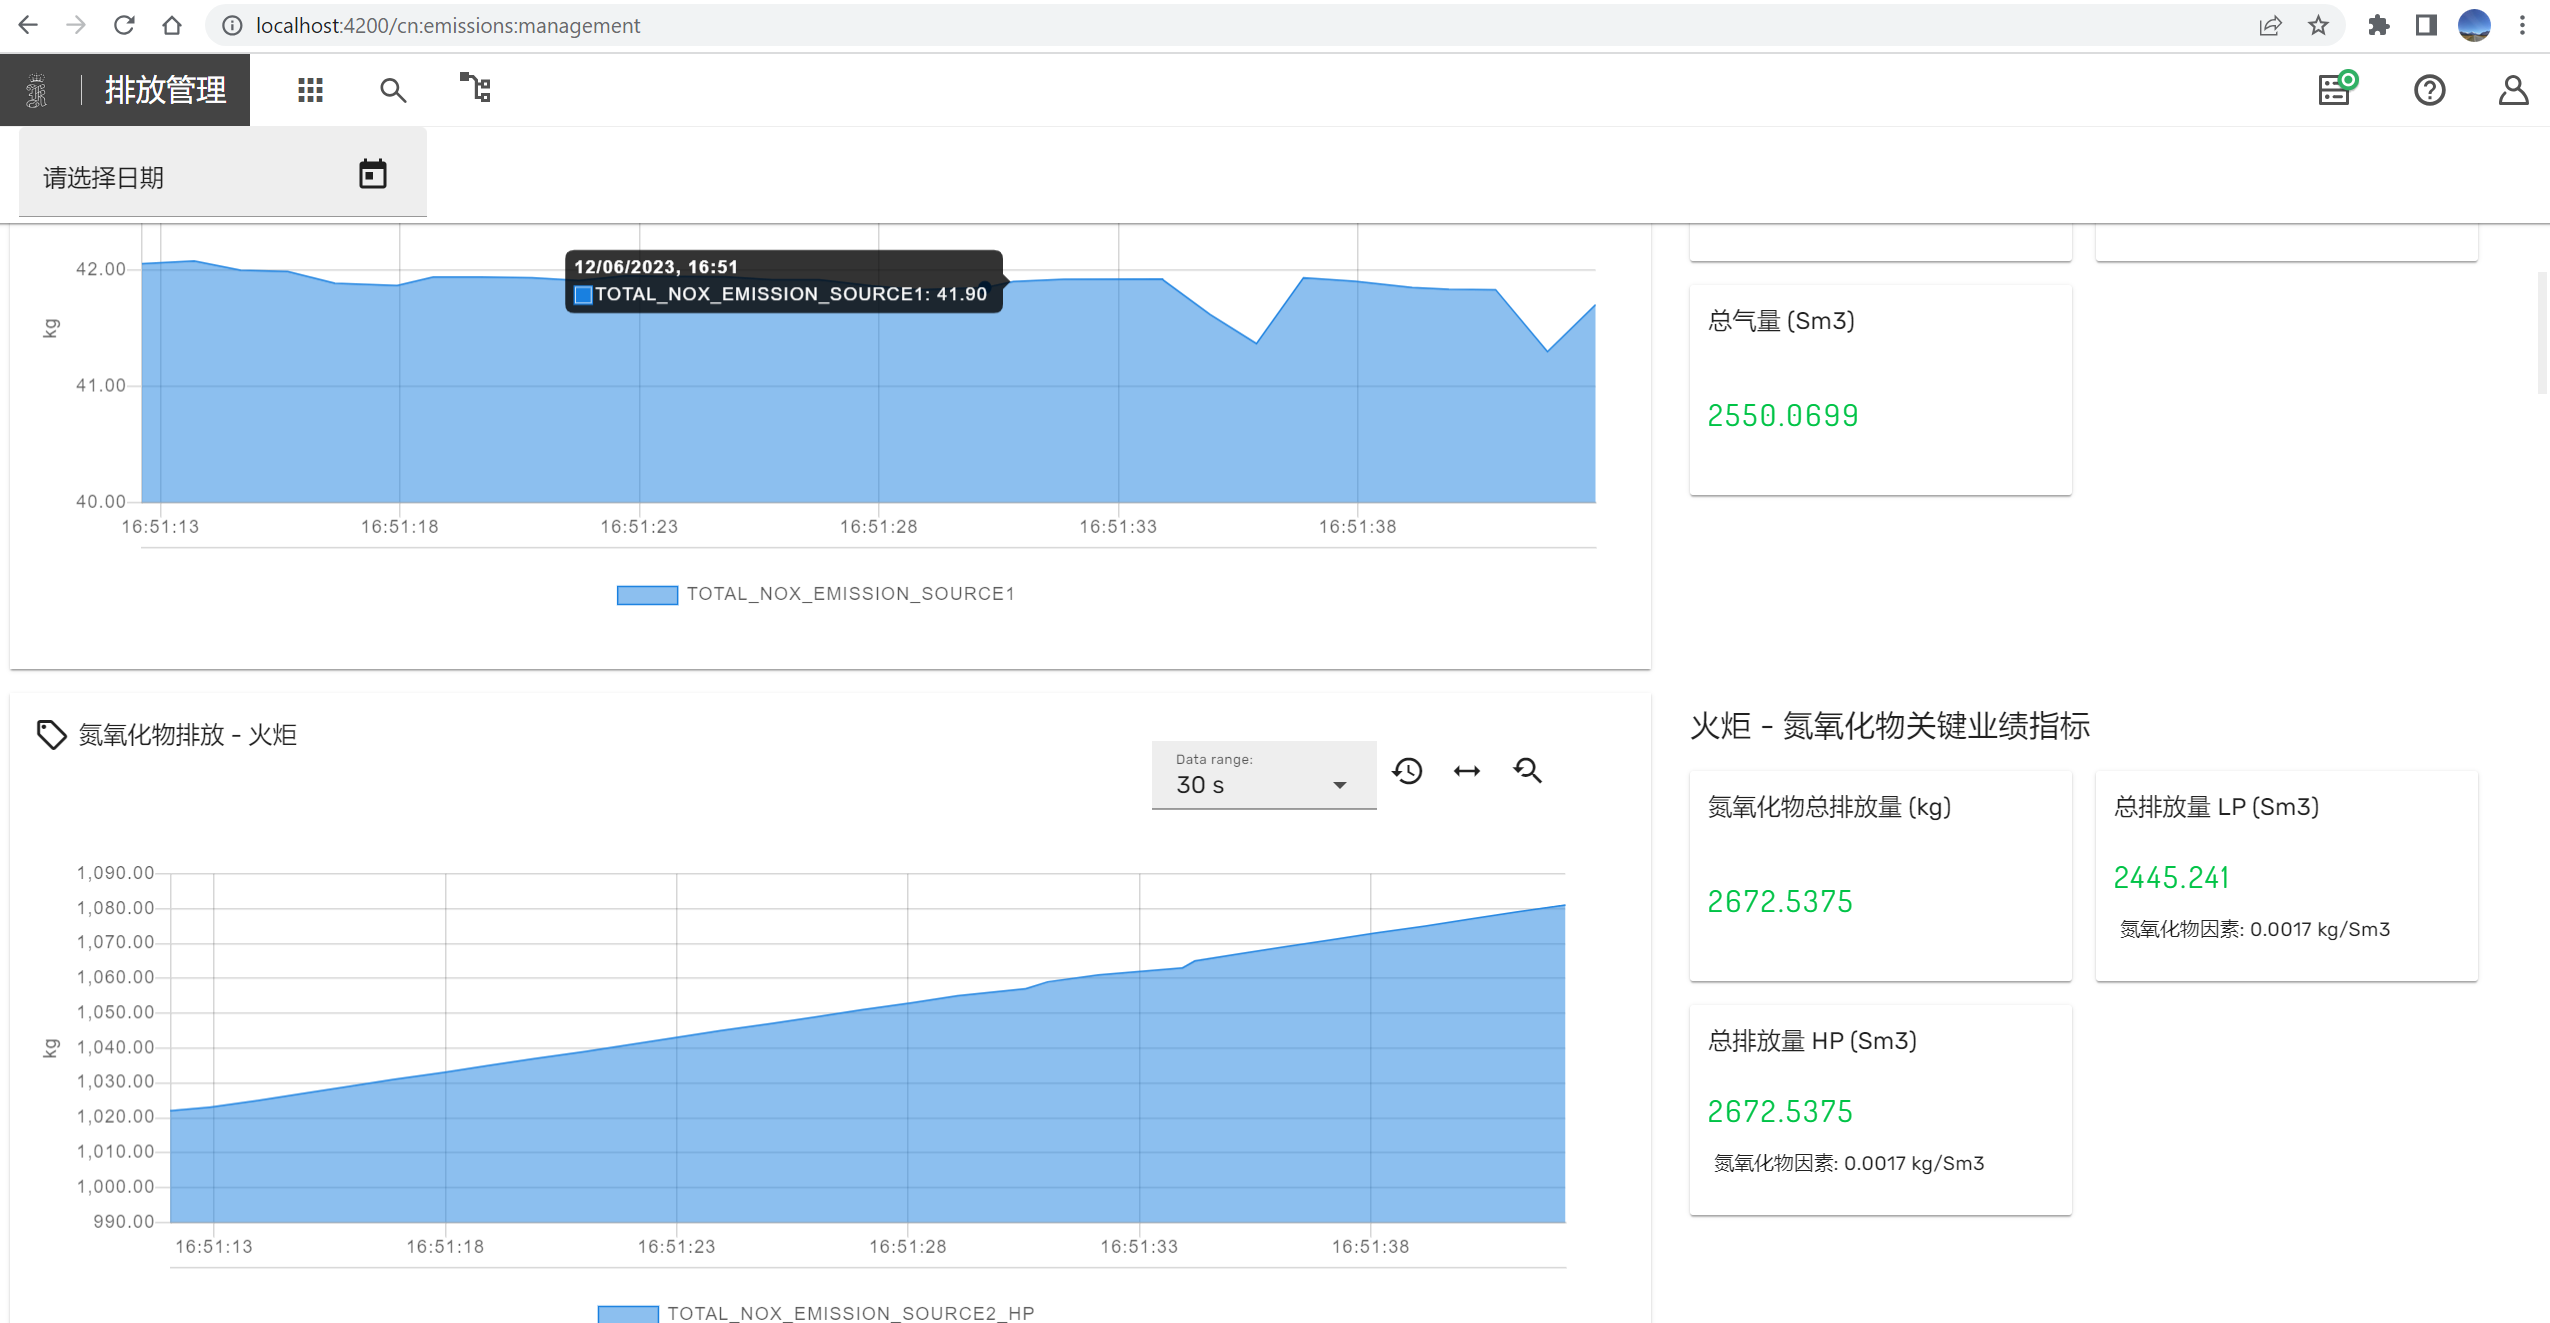 localhost:4200/cn:emissions:management
排放管理
请选择日期
12/06/2023, 16:51
TOTAL_NOX_EMISSION_SOURCE1: 41.90
42.00
41.00
40.00
kg
16:51:13 16:51:18 16:51:23 16:51:28 16:51:33 16:51:38
TOTAL_NOX_EMISSION_SOURCE1
总气量 (Sm3)
2550.0699
氮氧化物排放 - 火炬
Data range:
30 s
1,090.00
1,080.00
1,070.00
1,060.00
1,050.00
1,040.00
1,030.00
1,020.00
1,010.00
1,000.00
990.00
kg
16:51:13 16:51:18 16:51:23 16:51:28 16:51:33 16:51:38
TOTAL_NOX_EMISSION_SOURCE2_HP
火炬 - 氮氧化物关键业绩指标
氮氧化物总排放量 (kg)
2672.5375
总排放量 LP (Sm3)
2445.241
氮氧化物因素: 0.0017 kg/Sm3
总排放量 HP (Sm3)
2672.5375
氮氧化物因素: 0.0017 kg/Sm3